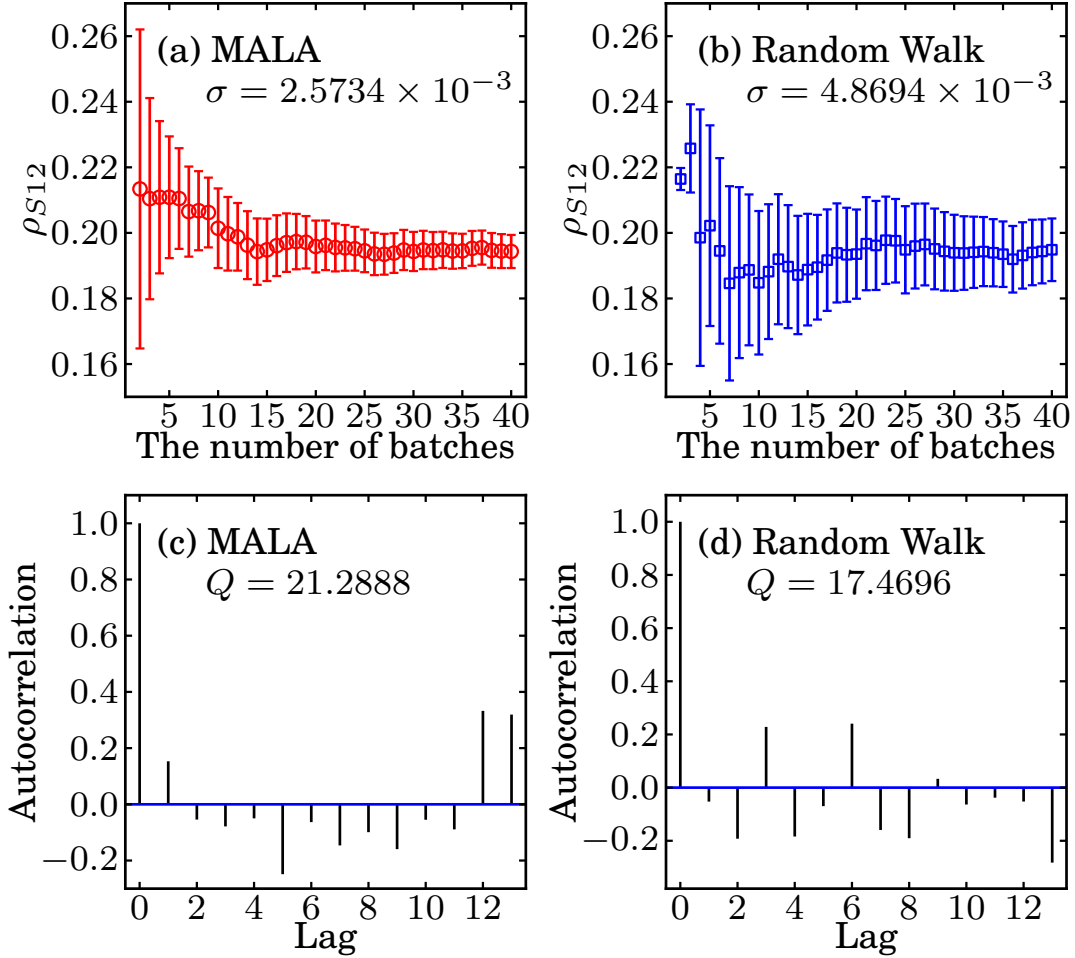 (a) MALA
σ = 2.5734 × 10⁻³
ρS12
0.26
0.24
0.22
0.20
0.18
0.16
5 10 15 20 25 30 35 40
The number of batches
(b) Random Walk
σ = 4.8694 × 10⁻³
ρS12
0.26
0.24
0.22
0.20
0.18
0.16
5 10 15 20 25 30 35 40
The number of batches
(c) MALA
Q = 21.2888
Autocorrelation
1.0
0.8
0.6
0.4
0.2
0.0
−0.2
0 2 4 6 8 10 12
Lag
(d) Random Walk
Q = 17.4696
Autocorrelation
1.0
0.8
0.6
0.4
0.2
0.0
−0.2
0 2 4 6 8 10 12
Lag